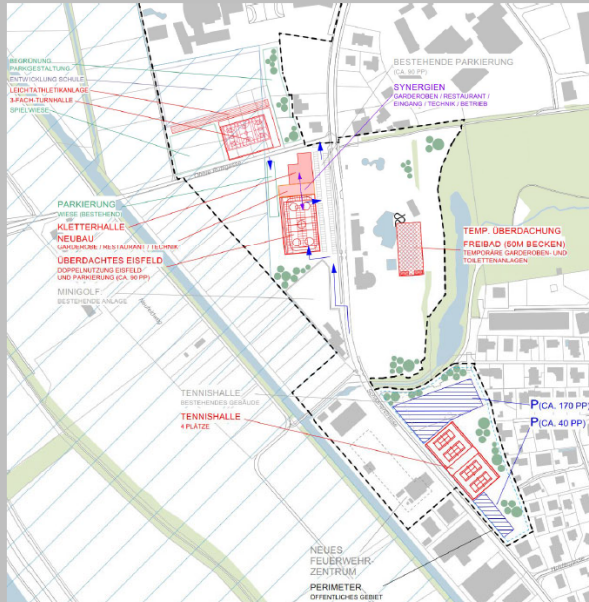 BEGRÜNUNG
PARKGESTALTUNG
ENTWICKLUNG SCHULE
LEICHTATHLETIKANLAGE
3-FACH-TURNHALLE
SPIELWIESE
BESTEHENDE PARKIERUNG
(CA. 90 PP)
SYNERGIEN
GARDEROBEN / RESTAURANT /
EINGANG / TECHNIK / BETRIEB
PARKIERUNG
WIESE (BESTEHEND)
KLETTERHALLE
NEUBAU
GARDEROBE / RESTAURANT / TECHNIK
ÜBERDACHTES EISFELD
DOPPELNUTZUNG EISFELD
UND PARKIERUNG (CA. 90 PP)
MINIGOLF
BESTEHENDE ANLAGE
TEMP. ÜBERDACHUNG
FREIBAD (50M BECKEN)
TEMPORÄRE GARDEROBEN- UND
TOILETTENANLAGEN
TENNISHALLE
BESTEHENDES GEBÄUDE
TENNISHALLE
4 PLÄTZE
P(CA. 170 PP)
P(CA. 40 PP)
NEUES
FEUERWEHR-
ZENTRUM
PERIMETER
ÖFFENTLICHES GEBIET